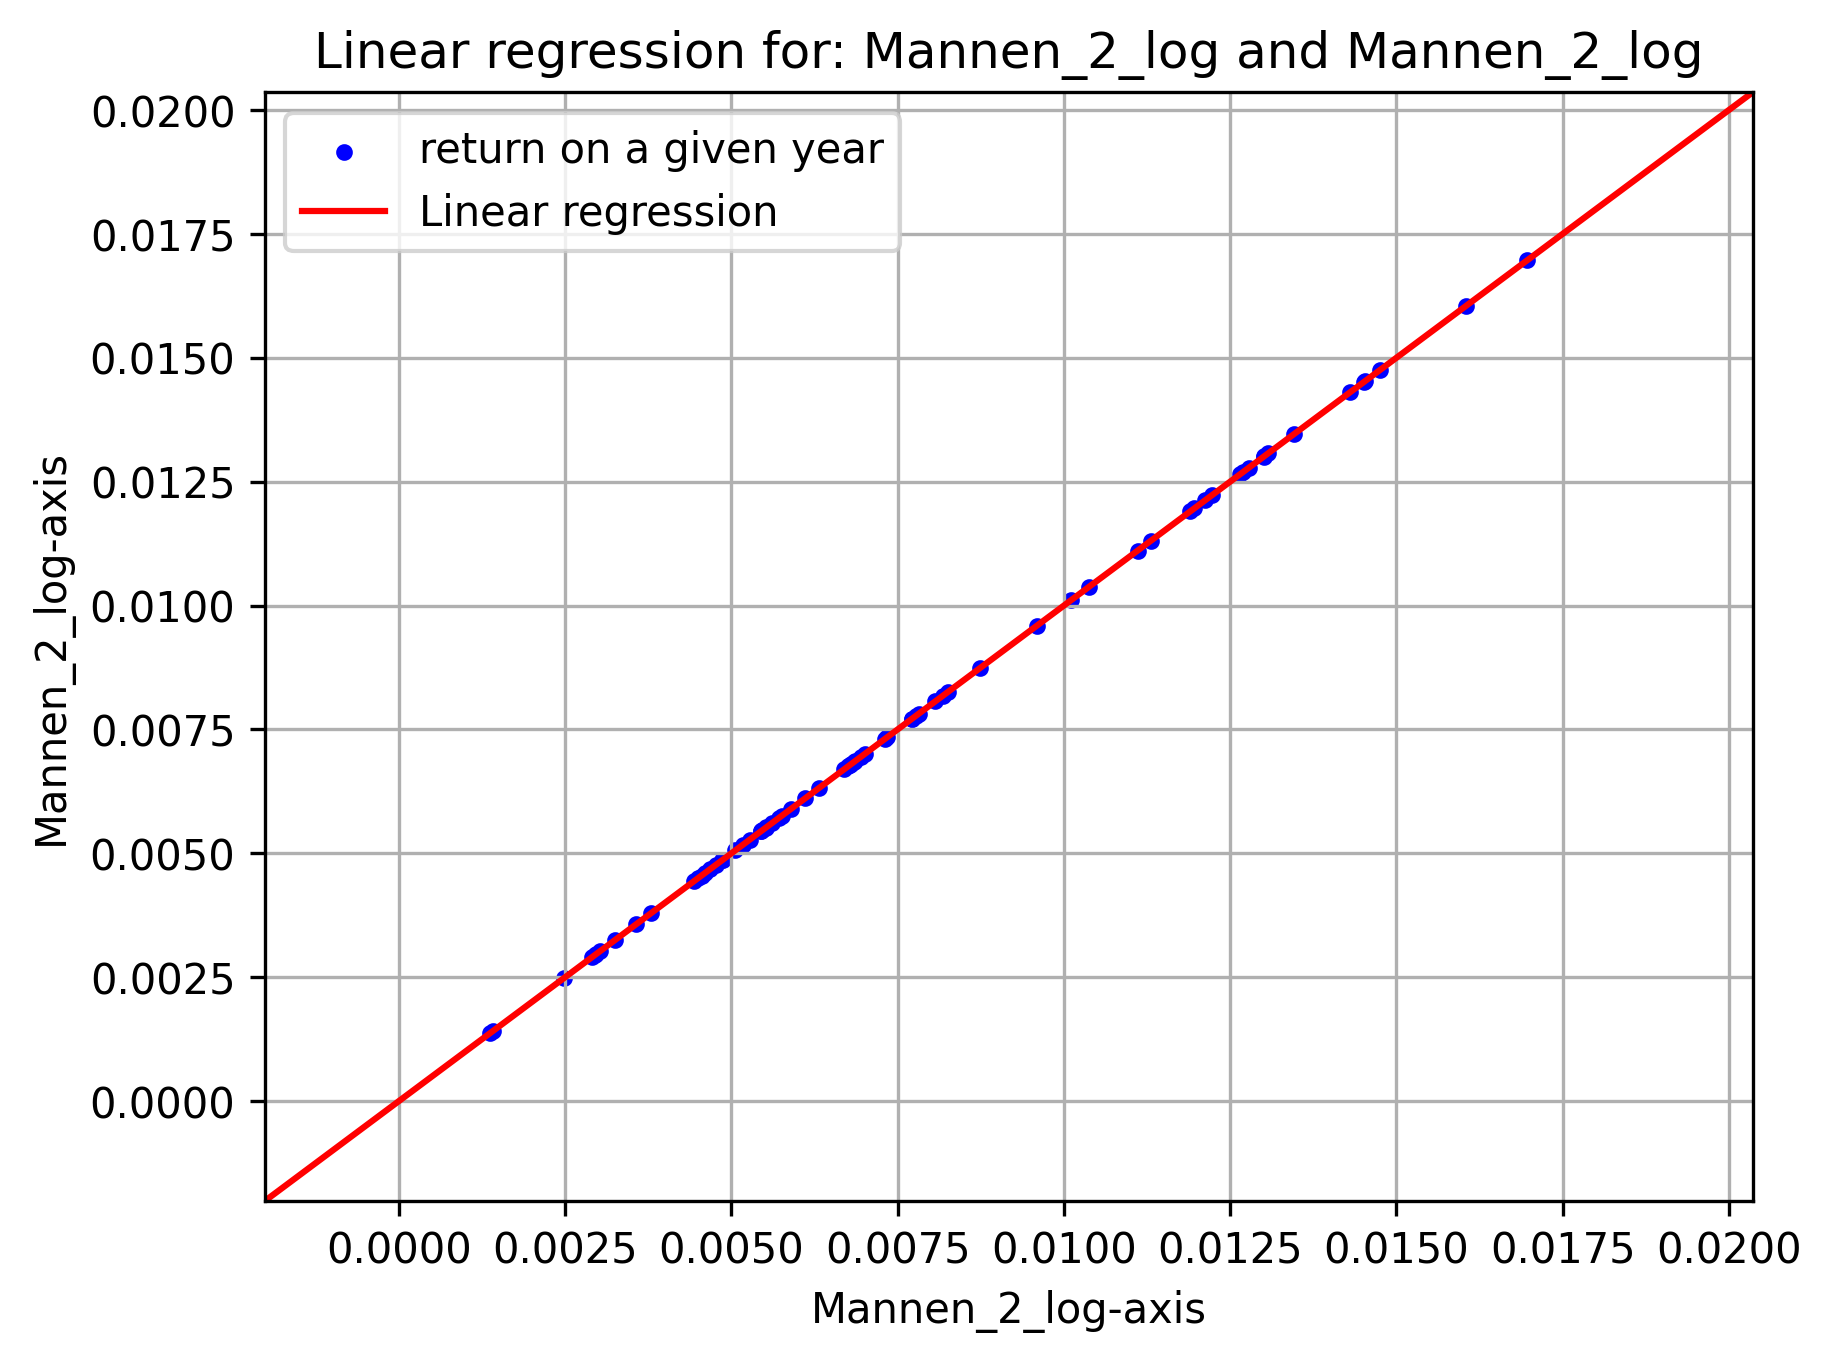 Linear regression for: Mannen_2_log and Mannen_2_log
return on a given year
Linear regression
0.0200
0.0175
0.0150
0.0125
0.0100
0.0075
0.0050
0.0025
0.0000
Mannen_2_log-axis
0.0000 0.0025 0.0050 0.0075 0.0100 0.0125 0.0150 0.0175 0.0200
Mannen_2_log-axis